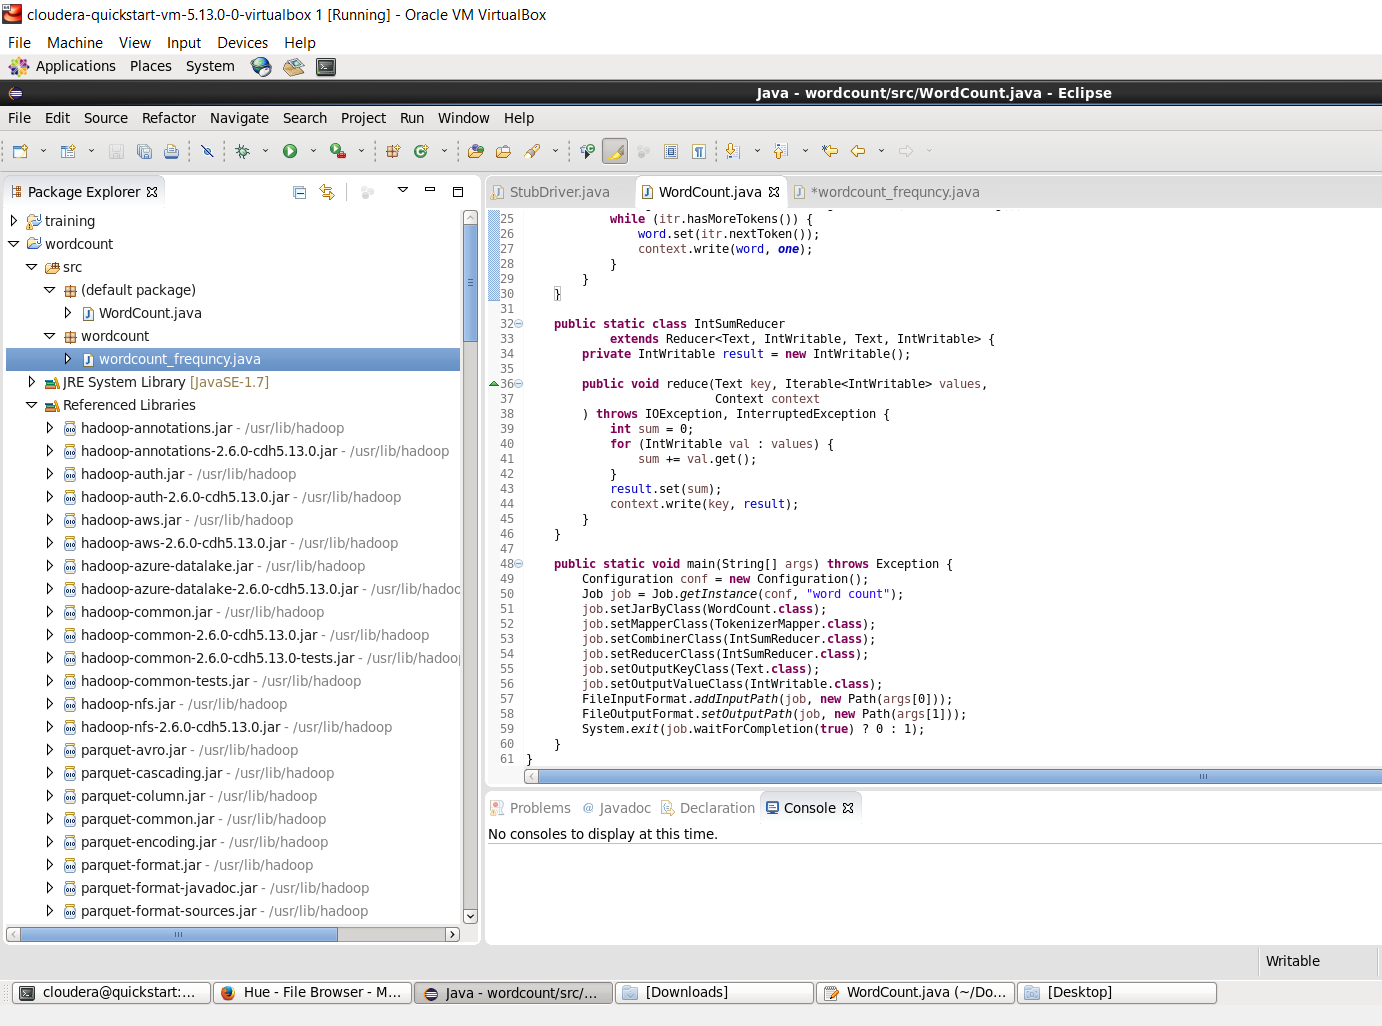 cloudera-quickstart-vm-5.13.0-0-virtualbox 1 [Running] - Oracle VM VirtualBox
File Machine View Input Devices Help
Applications Places System
Java - wordcount/src/WordCount.java - Eclipse
File Edit Source Refactor Navigate Search Project Run Window Help
Package Explorer
training
wordcount
src
(default package)
WordCount.java
wordcount
wordcount_frequncy.java
JRE System Library [JavaSE-1.7]
Referenced Libraries
hadoop-annotations.jar - /usr/lib/hadoop
hadoop-annotations-2.6.0-cdh5.13.0.jar - /usr/lib/hadoop
hadoop-auth.jar - /usr/lib/hadoop
hadoop-auth-2.6.0-cdh5.13.0.jar - /usr/lib/hadoop
hadoop-aws.jar - /usr/lib/hadoop
hadoop-aws-2.6.0-cdh5.13.0.jar - /usr/lib/hadoop
hadoop-azure-datalake.jar - /usr/lib/hadoop
hadoop-azure-datalake-2.6.0-cdh5.13.0.jar - /usr/lib/hadoo
hadoop-common.jar - /usr/lib/hadoop
hadoop-common-2.6.0-cdh5.13.0.jar - /usr/lib/hadoop
hadoop-common-2.6.0-cdh5.13.0-tests.jar - /usr/lib/hadoo
hadoop-common-tests.jar - /usr/lib/hadoop
hadoop-nfs.jar - /usr/lib/hadoop
hadoop-nfs-2.6.0-cdh5.13.0.jar - /usr/lib/hadoop
parquet-avro.jar - /usr/lib/hadoop
parquet-cascading.jar - /usr/lib/hadoop
parquet-column.jar - /usr/lib/hadoop
parquet-common.jar - /usr/lib/hadoop
parquet-encoding.jar - /usr/lib/hadoop
parquet-format.jar - /usr/lib/hadoop
parquet-format-javadoc.jar - /usr/lib/hadoop
parquet-format-sources.jar - /usr/lib/hadoop
StubDriver.java WordCount.java *wordcount_frequncy.java
25 while (itr.hasMoreTokens()) {
26 word.set(itr.nextToken());
27 context.write(word, one);
28 }
29 }
30 }
31
32 public static class IntSumReducer
33 extends Reducer<Text, IntWritable, Text, IntWritable> {
34 private IntWritable result = new IntWritable();
35
36 public void reduce(Text key, Iterable<IntWritable> values,
37 Context context
38 ) throws IOException, InterruptedException {
39 int sum = 0;
40 for (IntWritable val : values) {
41 sum += val.get();
42 }
43 result.set(sum);
44 context.write(key, result);
45 }
46 }
47
48 public static void main(String[] args) throws Exception {
49 Configuration conf = new Configuration();
50 Job job = Job.getInstance(conf, "word count");
51 job.setJarByClass(WordCount.class);
52 job.setMapperClass(TokenizerMapper.class);
53 job.setCombinerClass(IntSumReducer.class);
54 job.setReducerClass(IntSumReducer.class);
55 job.setOutputKeyClass(Text.class);
56 job.setOutputValueClass(IntWritable.class);
57 FileInputFormat.addInputPath(job, new Path(args[0]));
58 FileOutputFormat.setOutputPath(job, new Path(args[1]));
59 System.exit(job.waitForCompletion(true) ? 0 : 1);
60 }
61 }
Problems @ Javadoc Declaration Console
No consoles to display at this time.
Writable
cloudera@quickstart:... Hue - File Browser - M... Java - wordcount/src/... [Downloads] WordCount.java (~/Do... [Desktop]